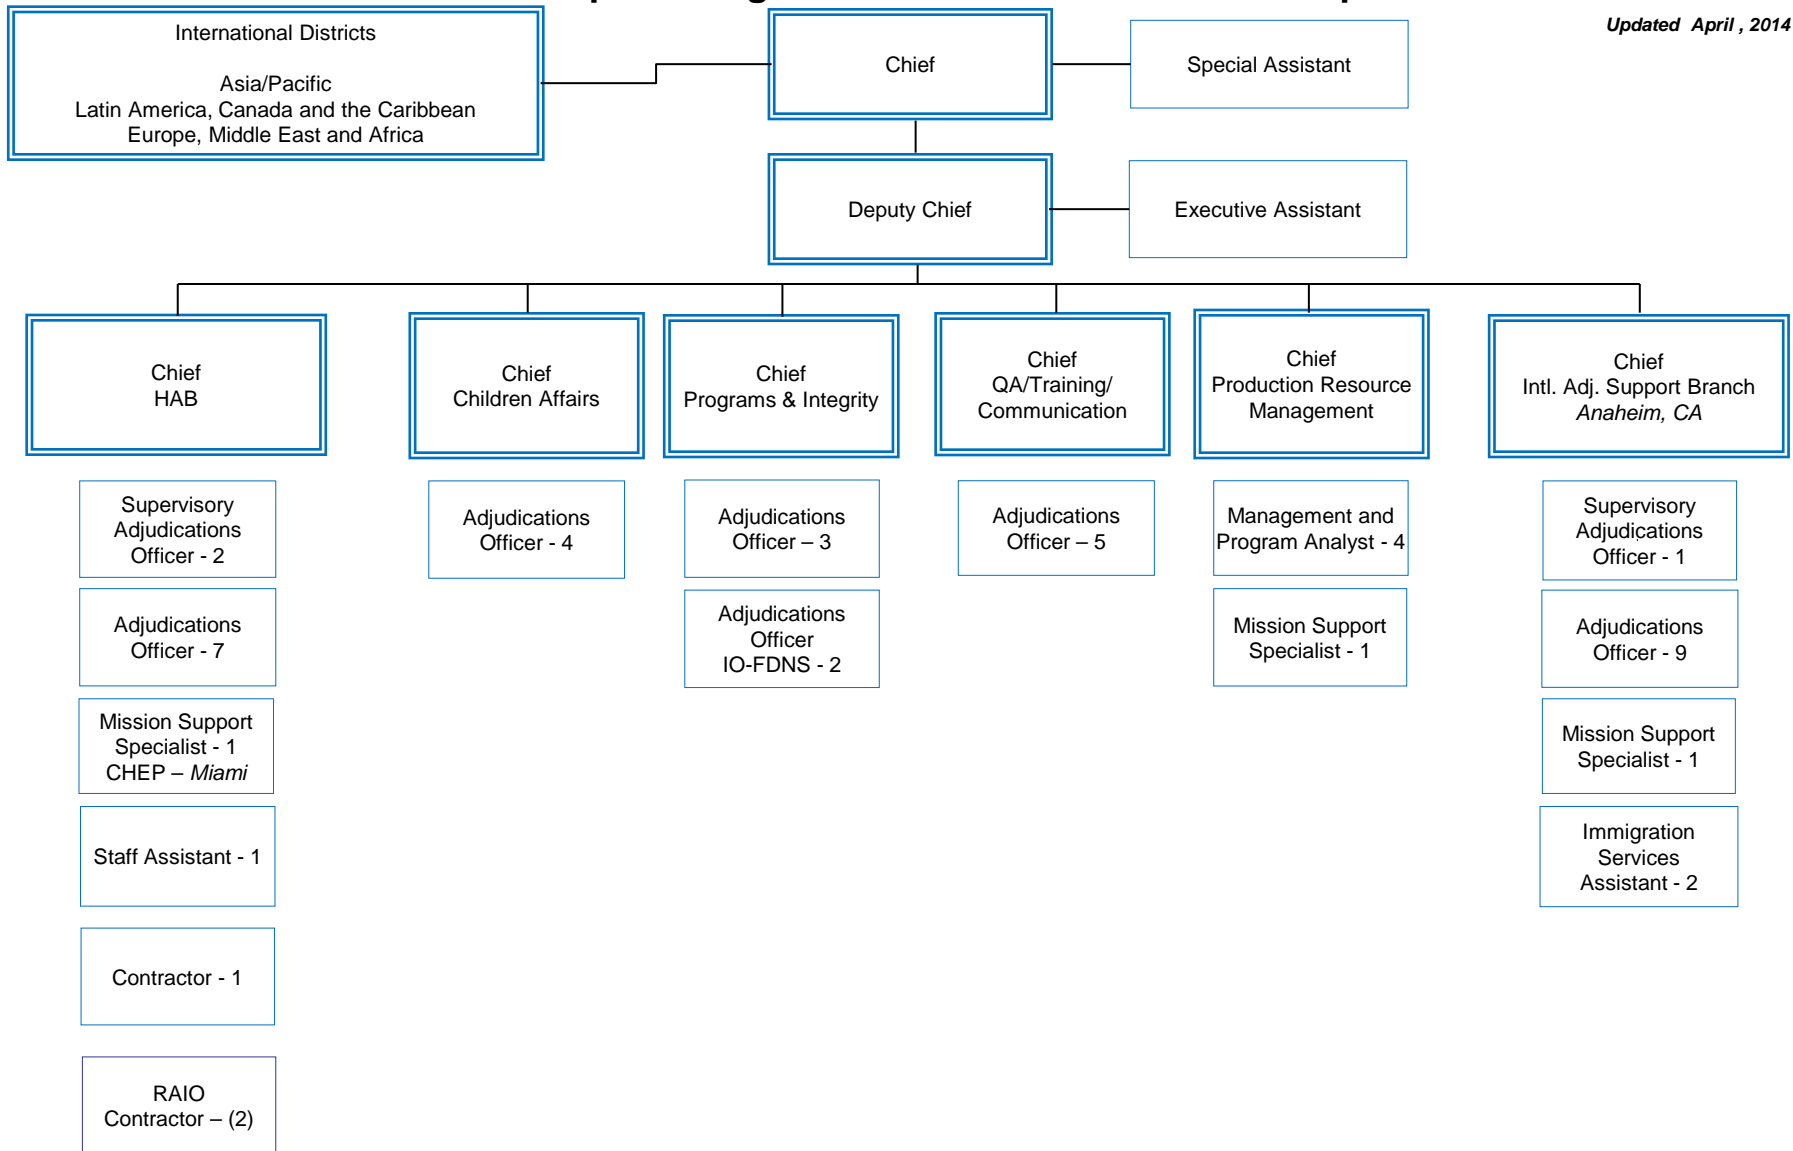 Updated April , 2014
International Districts
Asia/Pacific
Latin America, Canada and the Caribbean
Europe, Middle East and Africa
Chief
Special Assistant
Deputy Chief
Executive Assistant
Chief
HAB
Chief
Children Affairs
Chief
Programs & Integrity
Chief
QA/Training/
Communication
Chief
Production Resource
Management
Chief
Intl. Adj. Support Branch
Anaheim, CA
Supervisory
Adjudications
Officer - 2
Adjudications
Officer - 7
Mission Support
Specialist - 1
CHEP – Miami
Staff Assistant - 1
Contractor - 1
RAIO
Contractor – (2)
Adjudications
Officer - 4
Adjudications
Officer – 3
Adjudications
Officer
IO-FDNS - 2
Adjudications
Officer – 5
Management and
Program Analyst - 4
Mission Support
Specialist - 1
Supervisory
Adjudications
Officer - 1
Adjudications
Officer - 9
Mission Support
Specialist - 1
Immigration
Services
Assistant - 2